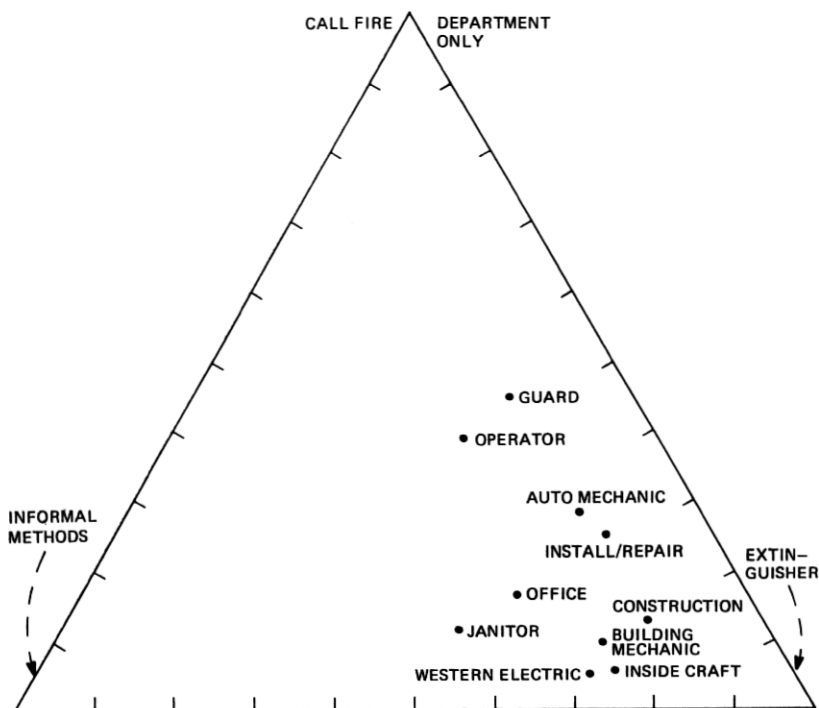 CALL FIRE
DEPARTMENT
ONLY
GUARD
OPERATOR
AUTO MECHANIC
INFORMAL
METHODS
INSTALL/REPAIR
EXTIN–
GUISHER
OFFICE
CONSTRUCTION
JANITOR
BUILDING
MECHANIC
WESTERN ELECTRIC
INSIDE CRAFT